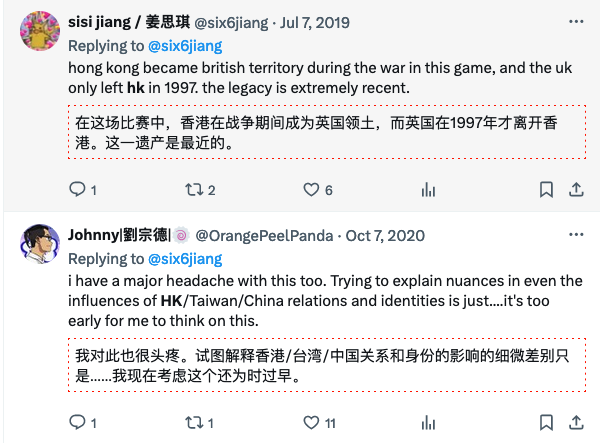 sisi jiang / 姜思琪 @six6jiang · Jul 7, 2019
Replying to @six6jiang
hong kong became british territory during the war in this game, and the uk
only left hk in 1997. the legacy is extremely recent.
在这场比赛中，香港在战争期间成为英国领土，而英国在1997年才离开香
港。这一遗产是最近的。
1 2 6
Johnny|劉宗德|🍥 @OrangePeelPanda · Oct 7, 2020
Replying to @six6jiang
i have a major headache with this too. Trying to explain nuances in even the
influences of HK/Taiwan/China relations and identities is just....it's too
early for me to think on this.
我对此也很头疼。试图解释香港/台湾/中国关系和身份的影响的细微差别只
是......我现在考虑这个还为时过早。
1 1 11